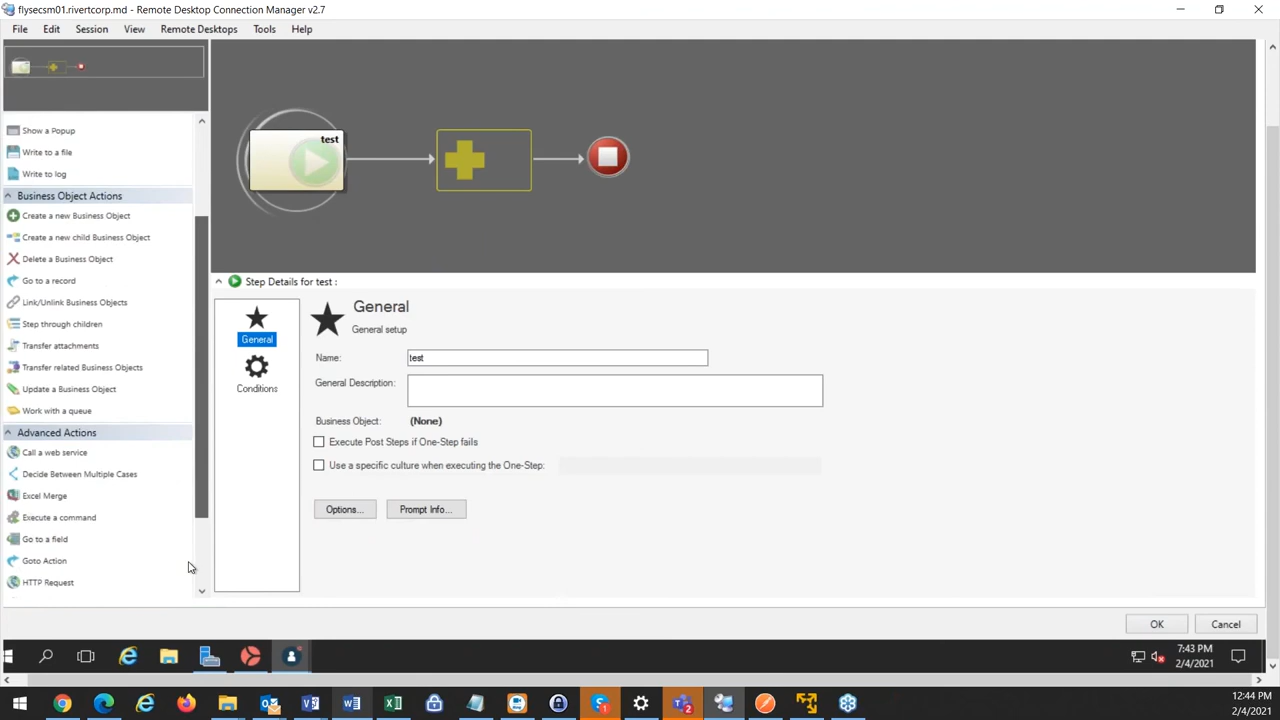 flysecsm01.rivertcorp.md - Remote Desktop Connection Manager v2.7
File Edit Session View Remote Desktops Tools Help
Show a Popup
Write to a file
Write to log
Business Object Actions
Create a new Business Object
Create a new child Business Object
Delete a Business Object
Go to a record
Link/Unlink Business Objects
Step through children
Transfer attachments
Transfer related Business Objects
Update a Business Object
Work with a queue
Advanced Actions
Call a web service
Decide Between Multiple Cases
Excel Merge
Execute a command
Go to a field
Goto Action
HTTP Request
test
Step Details for test :
General
Conditions
General
General setup
Name: test
General Description:
Business Object: (None)
Execute Post Steps if One-Step fails
Use a specific culture when executing the One-Step:
Options... Prompt Info...
OK Cancel
7:43 PM
2/4/2021
12:44 PM
2/4/2021